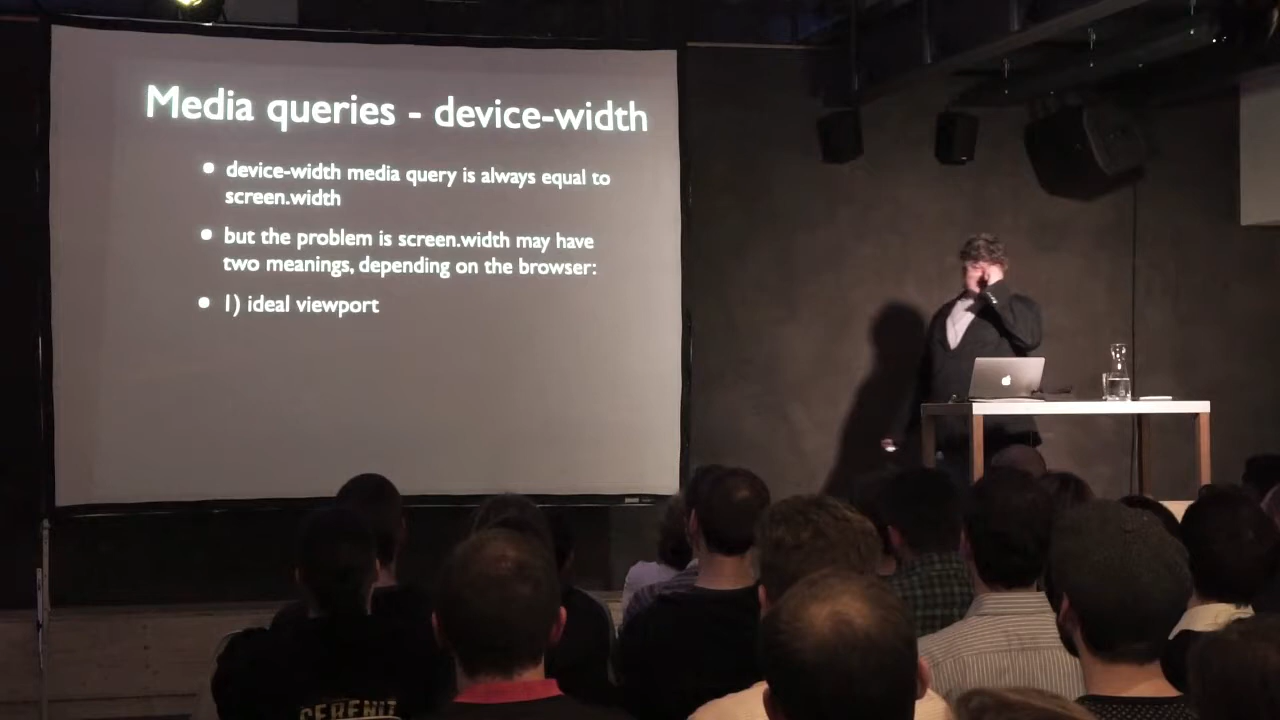 Media queries - device-width
• device-width media query is always equal to
screen.width
• but the problem is screen.width may have
two meanings, depending on the browser:
• 1) ideal viewport